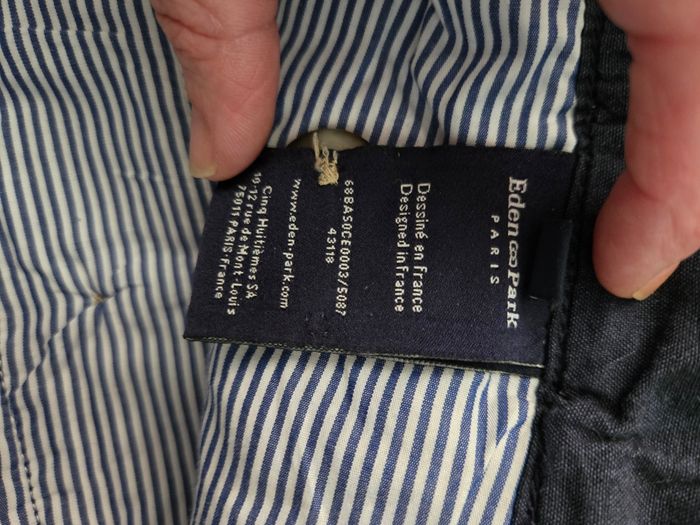 Eden Park
PARIS
Dessiné en France
Designed in France
68BA50CE0003/5087
43118
www.eden-park.com
Cinq Huitièmes SA
10-12 rue de Mont-Louis
75011 PARIS-France